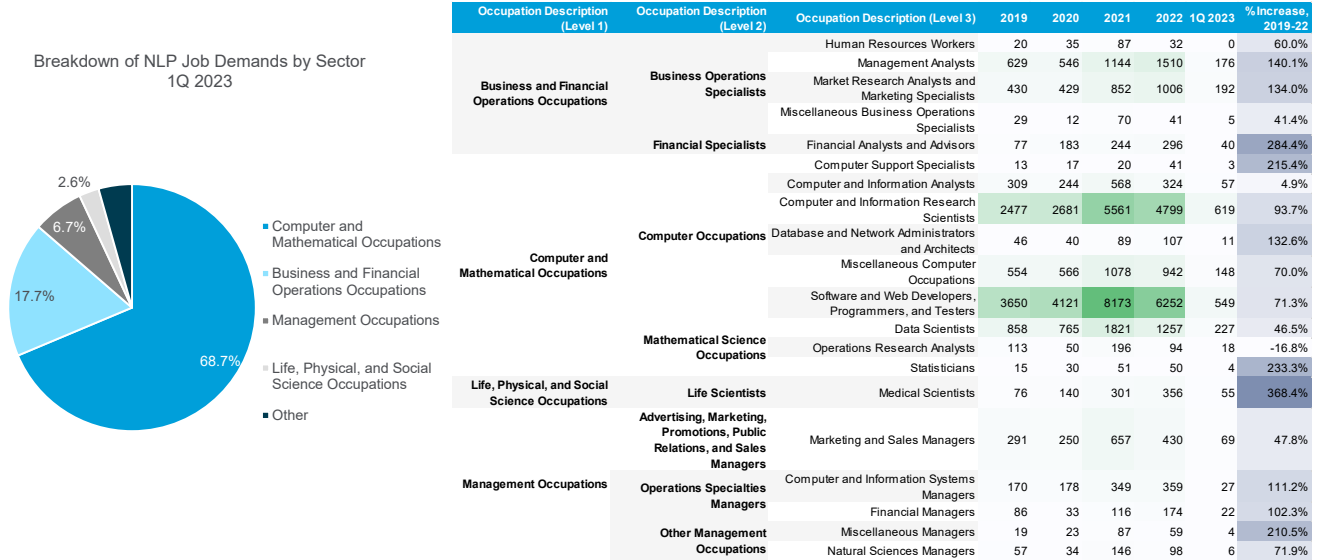 Breakdown of NLP Job Demands by Sector
1Q 2023
2.6%
6.7%
17.7%
68.7%
Computer and
Mathematical Occupations
Business and Financial
Operations Occupations
Management Occupations
Life, Physical, and Social
Science Occupations
Other
Occupation Description (Level 1) Occupation Description (Level 2) Occupation Description (Level 3) 2019 2020 2021 2022 1Q 2023 %Increase, 2019-22
Business and Financial
Operations Occupations
Business Operations
Specialists
Human Resources Workers 20 35 87 32 0 60.0%
Management Analysts 629 546 1144 1510 176 140.1%
Market Research Analysts and
Marketing Specialists 430 429 852 1006 192 134.0%
Miscellaneous Business Operations
Specialists 29 12 70 41 5 41.4%
Financial Specialists Financial Analysts and Advisors 77 183 244 296 40 284.4%
Computer and
Mathematical Occupations
Computer Occupations
Computer Support Specialists 13 17 20 41 3 215.4%
Computer and Information Analysts 309 244 568 324 57 4.9%
Computer and Information Research
Scientists 2477 2681 5561 4799 619 93.7%
Database and Network Administrators
and Architects 46 40 89 107 11 132.6%
Miscellaneous Computer
Occupations 554 566 1078 942 148 70.0%
Software and Web Developers,
Programmers, and Testers 3650 4121 8173 6252 549 71.3%
Mathematical Science
Occupations
Data Scientists 858 765 1821 1257 227 46.5%
Operations Research Analysts 113 50 196 94 18 -16.8%
Statisticians 15 30 51 50 4 233.3%
Life, Physical, and Social
Science Occupations
Life Scientists Medical Scientists 76 140 301 356 55 368.4%
Management Occupations
Advertising, Marketing,
Promotions, Public
Relations, and Sales
Managers
Marketing and Sales Managers 291 250 657 430 69 47.8%
Operations Specialties
Managers
Computer and Information Systems
Managers 170 178 349 359 27 111.2%
Financial Managers 86 33 116 174 22 102.3%
Other Management
Occupations
Miscellaneous Managers 19 23 87 59 4 210.5%
Natural Sciences Managers 57 34 146 98 6 71.9%